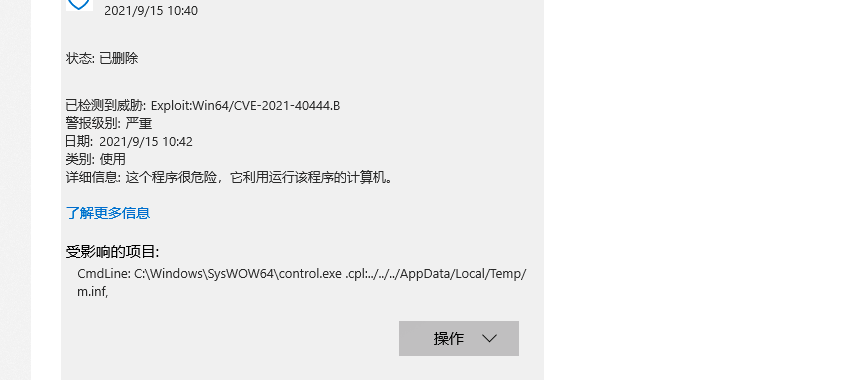 2021/9/15 10:40
状态: 已删除
已检测到威胁: Exploit:Win64/CVE-2021-40444.B
警报级别: 严重
日期: 2021/9/15 10:42
类别: 使用
详细信息: 这个程序很危险，它利用运行该程序的计算机。
了解更多信息
受影响的项目:
CmdLine: C:\Windows\SysWOW64\control.exe .cpl:../../../AppData/Local/Temp/
m.inf,
操作